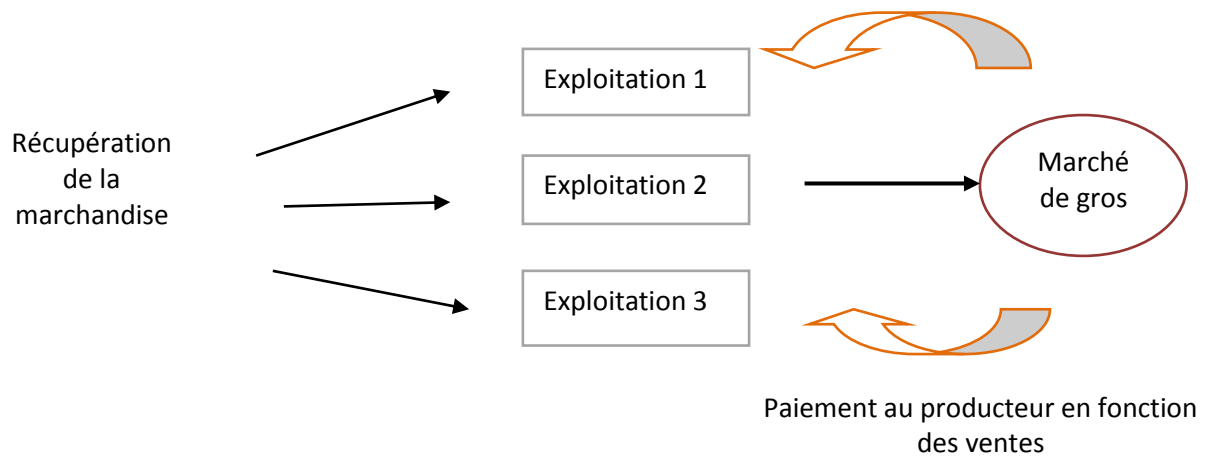 Récupération
de la
marchandise
Exploitation 1
Exploitation 2
Exploitation 3
Marché
de gros
Paiement au producteur en fonction
des ventes